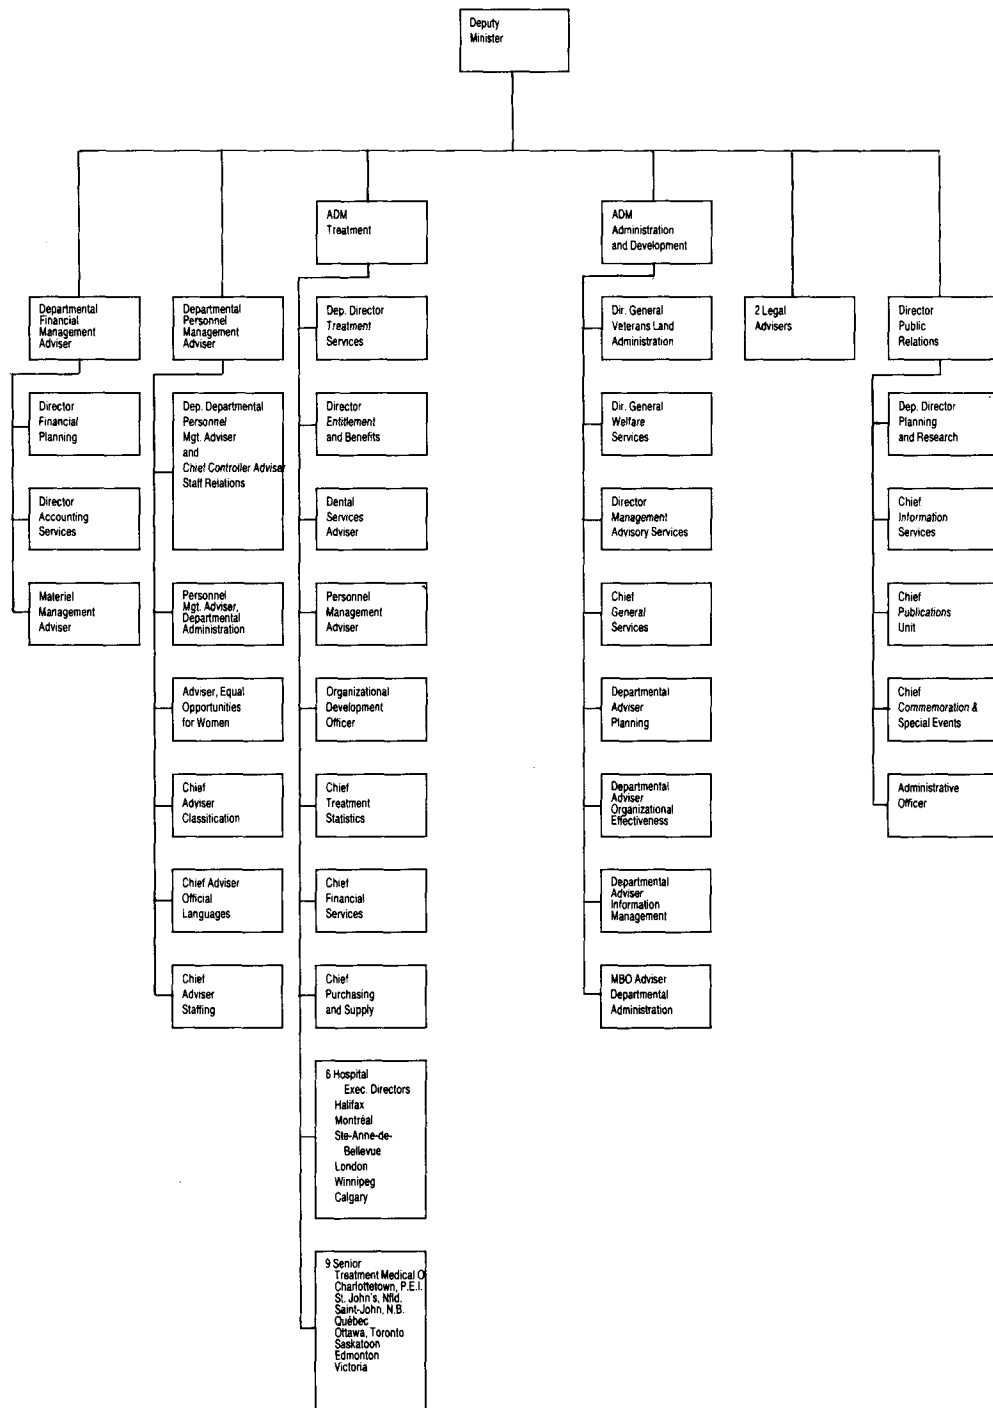 Deputy
Minister
ADM
Treatment
ADM
Administration
and Development
Departmental
Financial
Management
Adviser
Departmental
Personnel
Management
Adviser
Dep. Director
Treatment
Services
Dir. General
Veterans Land
Administration
2 Legal
Advisers
Director
Public
Relations
Director
Financial
Planning
Dep. Departmental
Personnel
Mgt. Adviser
and
Chief Controller Adviser
Staff Relations
Director
Entitlement
and Benefits
Dir. General
Welfare
Services
Dep. Director
Planning
and Research
Director
Accounting
Services
Dental
Services
Adviser
Director
Management
Advisory Services
Chief
Information
Services
Materiel
Management
Adviser
Personnel
Mgt. Adviser,
Departmental
Administration
Personnel
Management
Adviser
Chief
General
Services
Chief
Publications
Unit
Adviser, Equal
Opportunities
for Women
Organizational
Development
Officer
Departmental
Adviser
Planning
Chief
Commemoration &
Special Events
Chief
Adviser
Classification
Chief
Treatment
Statistics
Departmental
Adviser
Organizational
Effectiveness
Administrative
Officer
Chief Adviser
Official
Languages
Chief
Financial
Services
Departmental
Adviser
Information
Management
Chief
Adviser
Staffing
Chief
Purchasing
and Supply
MBO Adviser
Departmental
Administration
6 Hospital
Exec. Directors
Halifax
Montréal
Ste-Anne-de-
Bellevue
London
Winnipeg
Calgary
9 Senior
Treatment Medical O
Charlottetown, P.E.I.
St. John's, Nfld.
Saint-John, N.B.
Québec
Ottawa, Toronto
Saskatoon
Edmonton
Victoria